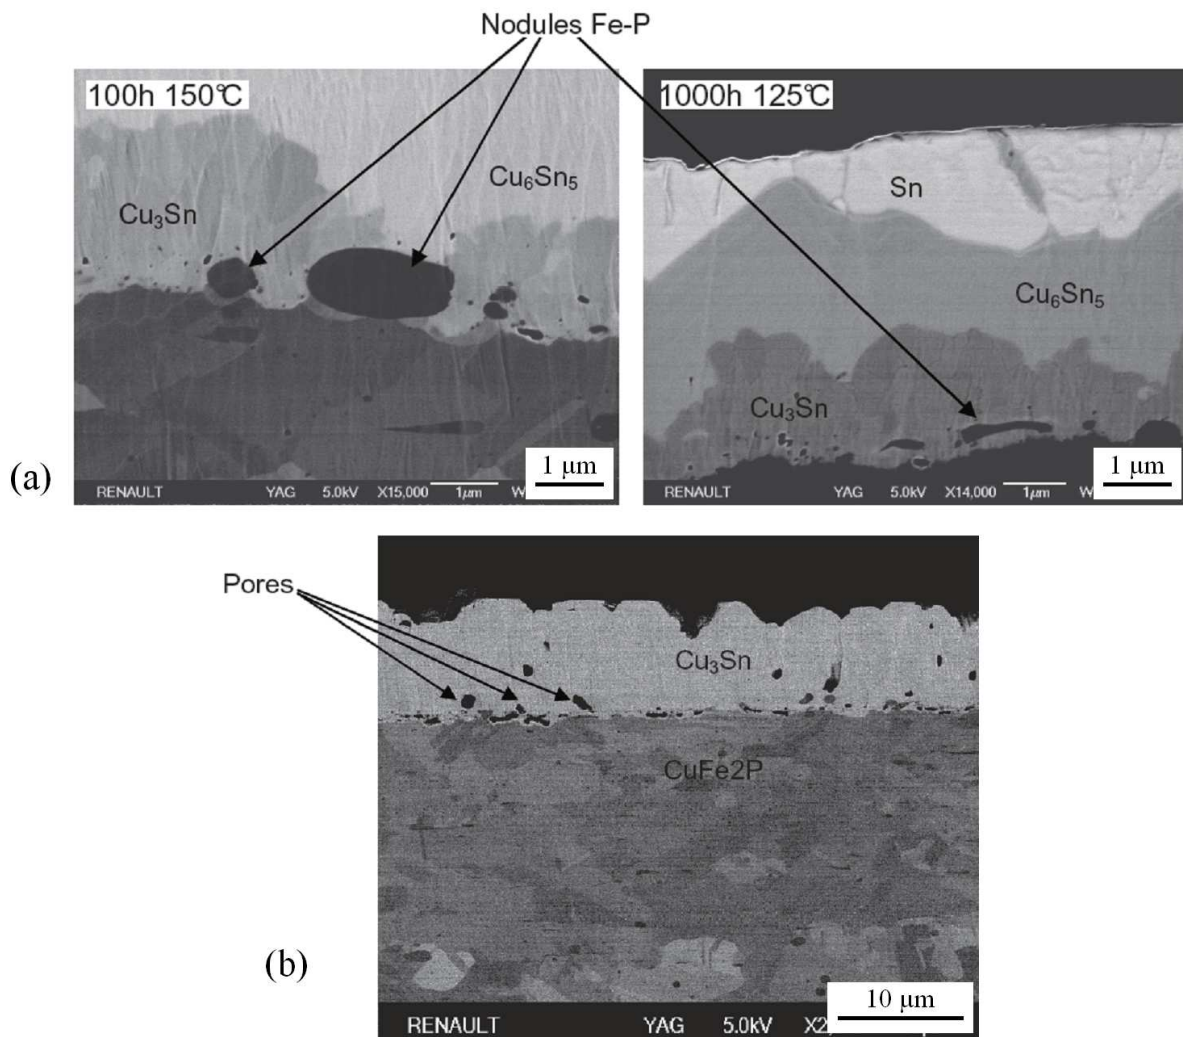 Nodules Fe-P
100h 150°C
Cu₃Sn
Cu₆Sn₅
1 µm
RENAULT YAG 5.0kV X15,000 1µm
1000h 125°C
Sn
Cu₆Sn₅
Cu₃Sn
1 µm
RENAULT YAG 5.0kV X14,000 1µm
(a)
Pores
Cu₃Sn
CuFe2P
(b)
10 µm
RENAULT YAG 5.0kV